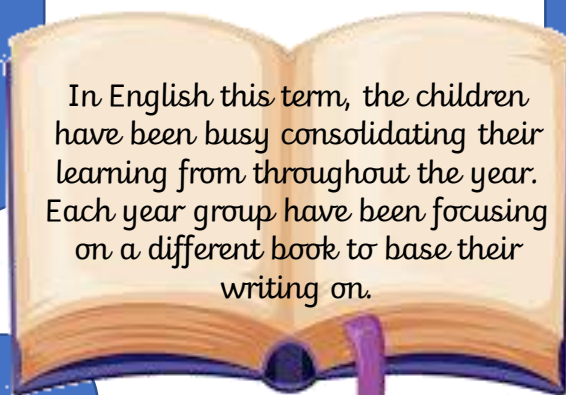 In English this term, the children
have been busy consolidating their
learning from throughout the year.
Each year group have been focusing
on a different book to base their
writing on.